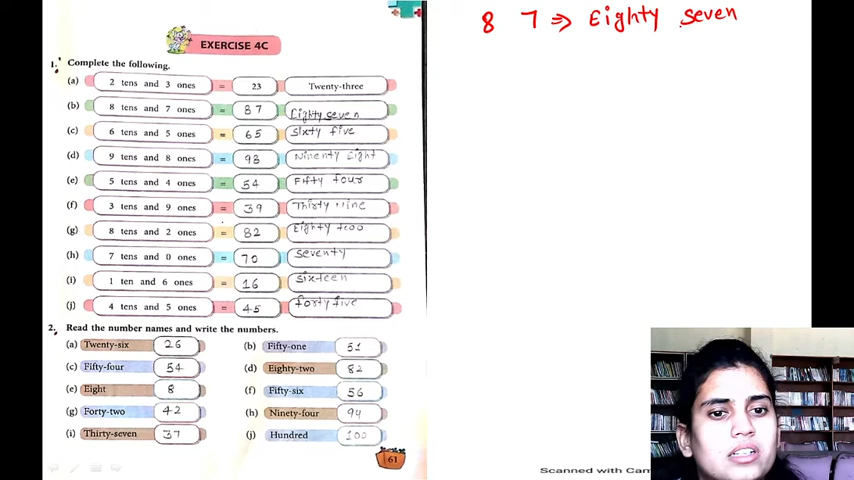 8 7 ⇒ Eighty seven
EXERCISE 4C
1. Complete the following.
(a) 2 tens and 3 ones = 23 Twenty-three
(b) 8 tens and 7 ones = 87 Eighty seven
(c) 6 tens and 5 ones = 65 sixty five
(d) 9 tens and 8 ones = 98 Ninenty Eight
(e) 5 tens and 4 ones = 54 Fifty four
(f) 3 tens and 9 ones = 39 Thirty nine
(g) 8 tens and 2 ones = 82 Eighty two
(h) 7 tens and 0 ones = 70 seventy
(i) 1 ten and 6 ones = 16 sixteen
(j) 4 tens and 5 ones = 45 forty five
2. Read the number names and write the numbers.
(a) Twenty-six 26 (b) Fifty-one 51
(c) Fifty-four 54 (d) Eighty-two 82
(e) Eight 8 (f) Fifty-six 56
(g) Forty-two 42 (h) Ninety-four 94
(i) Thirty-seven 37 (j) Hundred 100
61
Scanned with